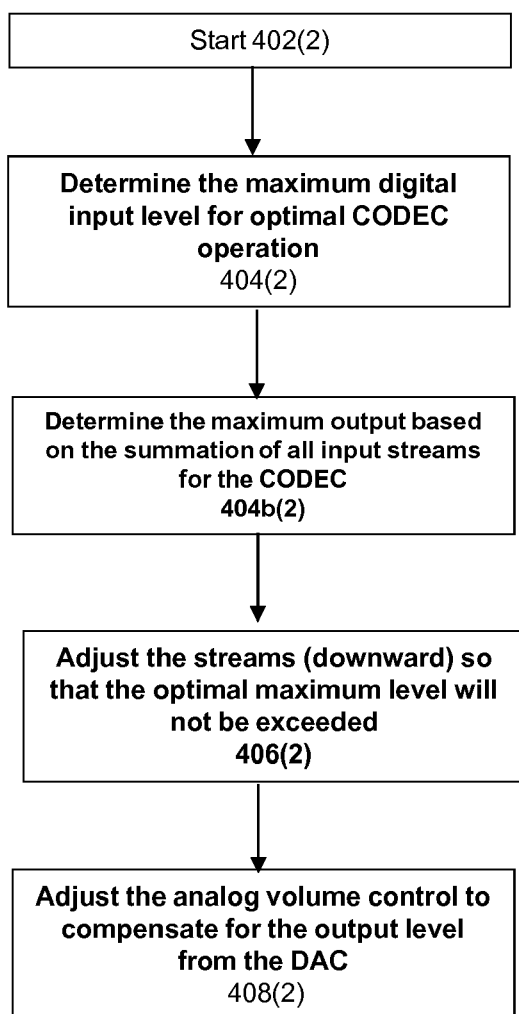 Start 402(2)
Determine the maximum digital
input level for optimal CODEC
operation
404(2)
Determine the maximum output based
on the summation of all input streams
for the CODEC
404b(2)
Adjust the streams (downward) so
that the optimal maximum level will
not be exceeded
406(2)
Adjust the analog volume control to
compensate for the output level
from the DAC
408(2)